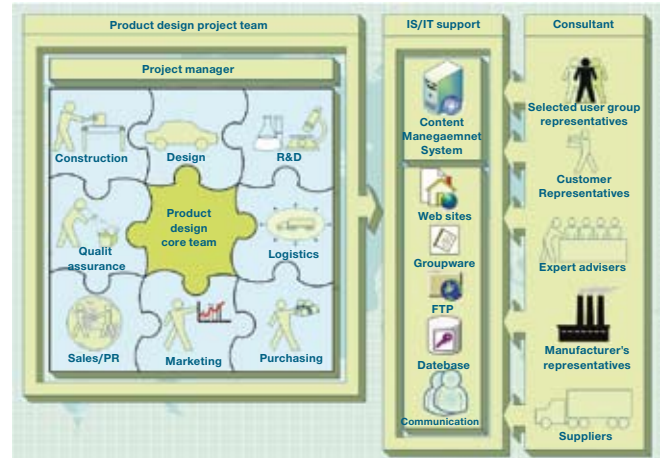 Product design project team
Project manager
Construction
Design
R&D
Qualit
assurance
Product
design
core team
Logistics
Sales/PR
Marketing
Purchasing
IS/IT support
Content
Manegaemnet
System
Web sites
Groupware
FTP
Datebase
Communication
Consultant
Selected user group
representatives
Customer
Representatives
Expert advisers
Manufacturer's
representatives
Suppliers